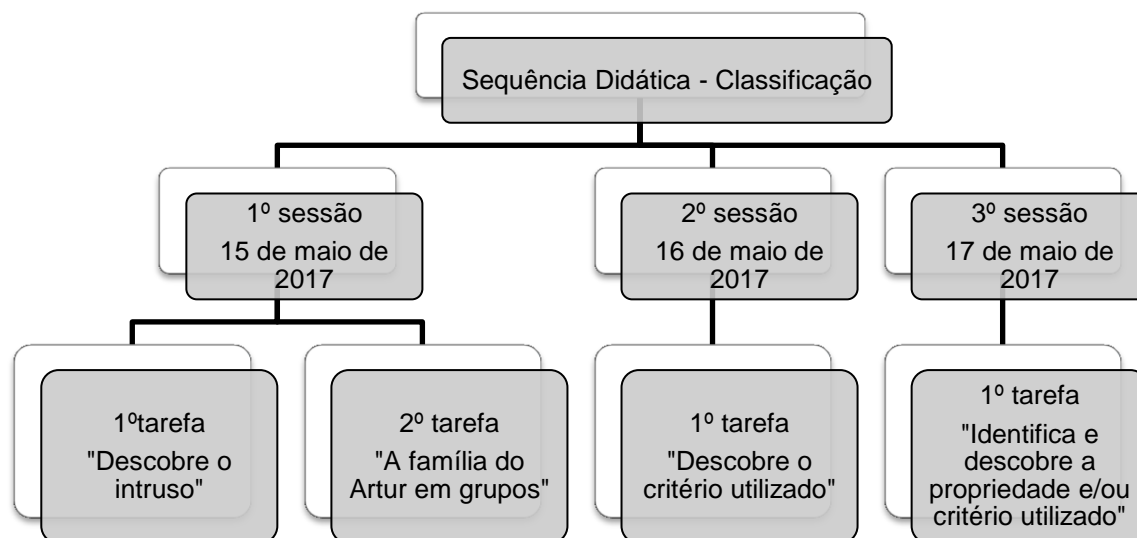 Sequência Didática - Classificação
1º sessão
15 de maio de
2017
2º sessão
16 de maio de
2017
3º sessão
17 de maio de
2017
1ºtarefa
"Descobre o
intruso"
2º tarefa
"A família do
Artur em grupos"
1º tarefa
"Descobre o
critério utilizado"
1º tarefa
"Identifica e
descobre a
propriedade e/ou
critério utilizado"